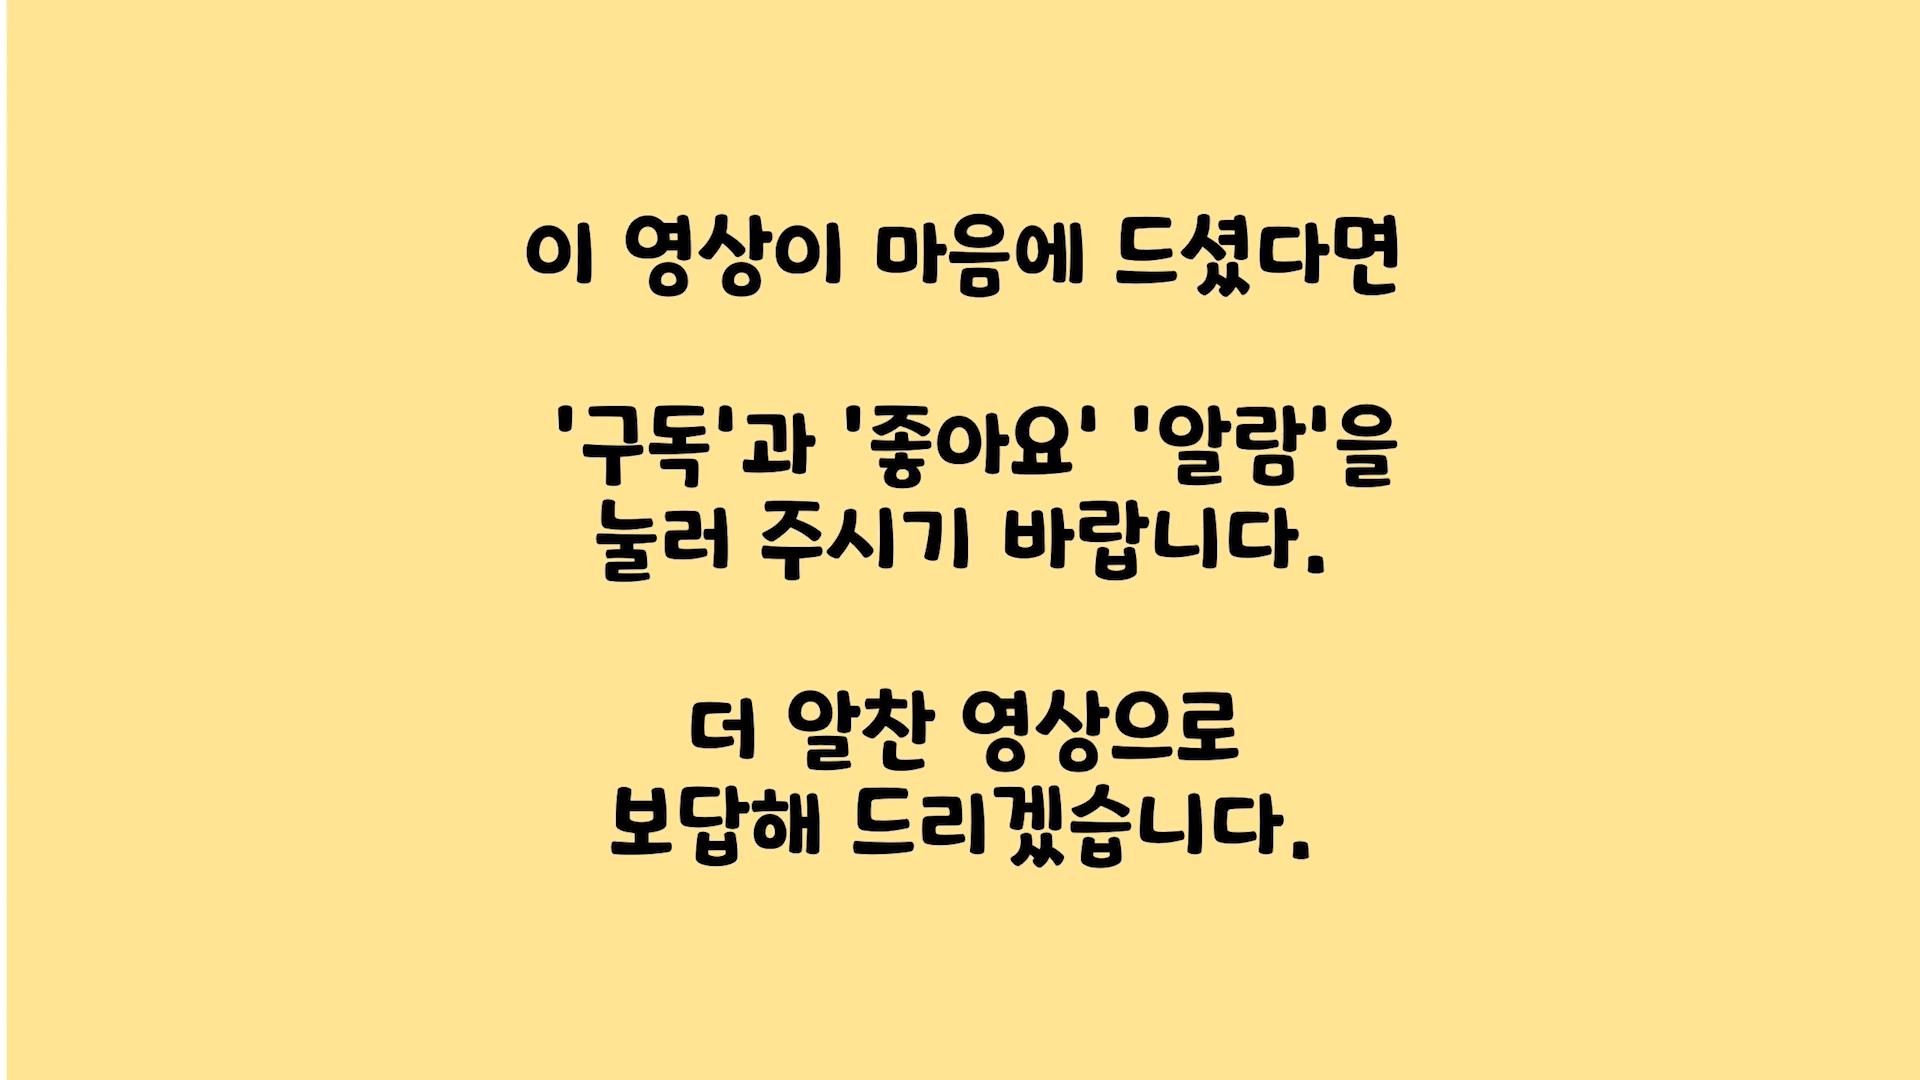 이 영상이 마음에 드셨다면
'구독'과 '좋아요' '알람'을
눌러 주시기 바랍니다.
더 알찬 영상으로
보답해 드리겠습니다.